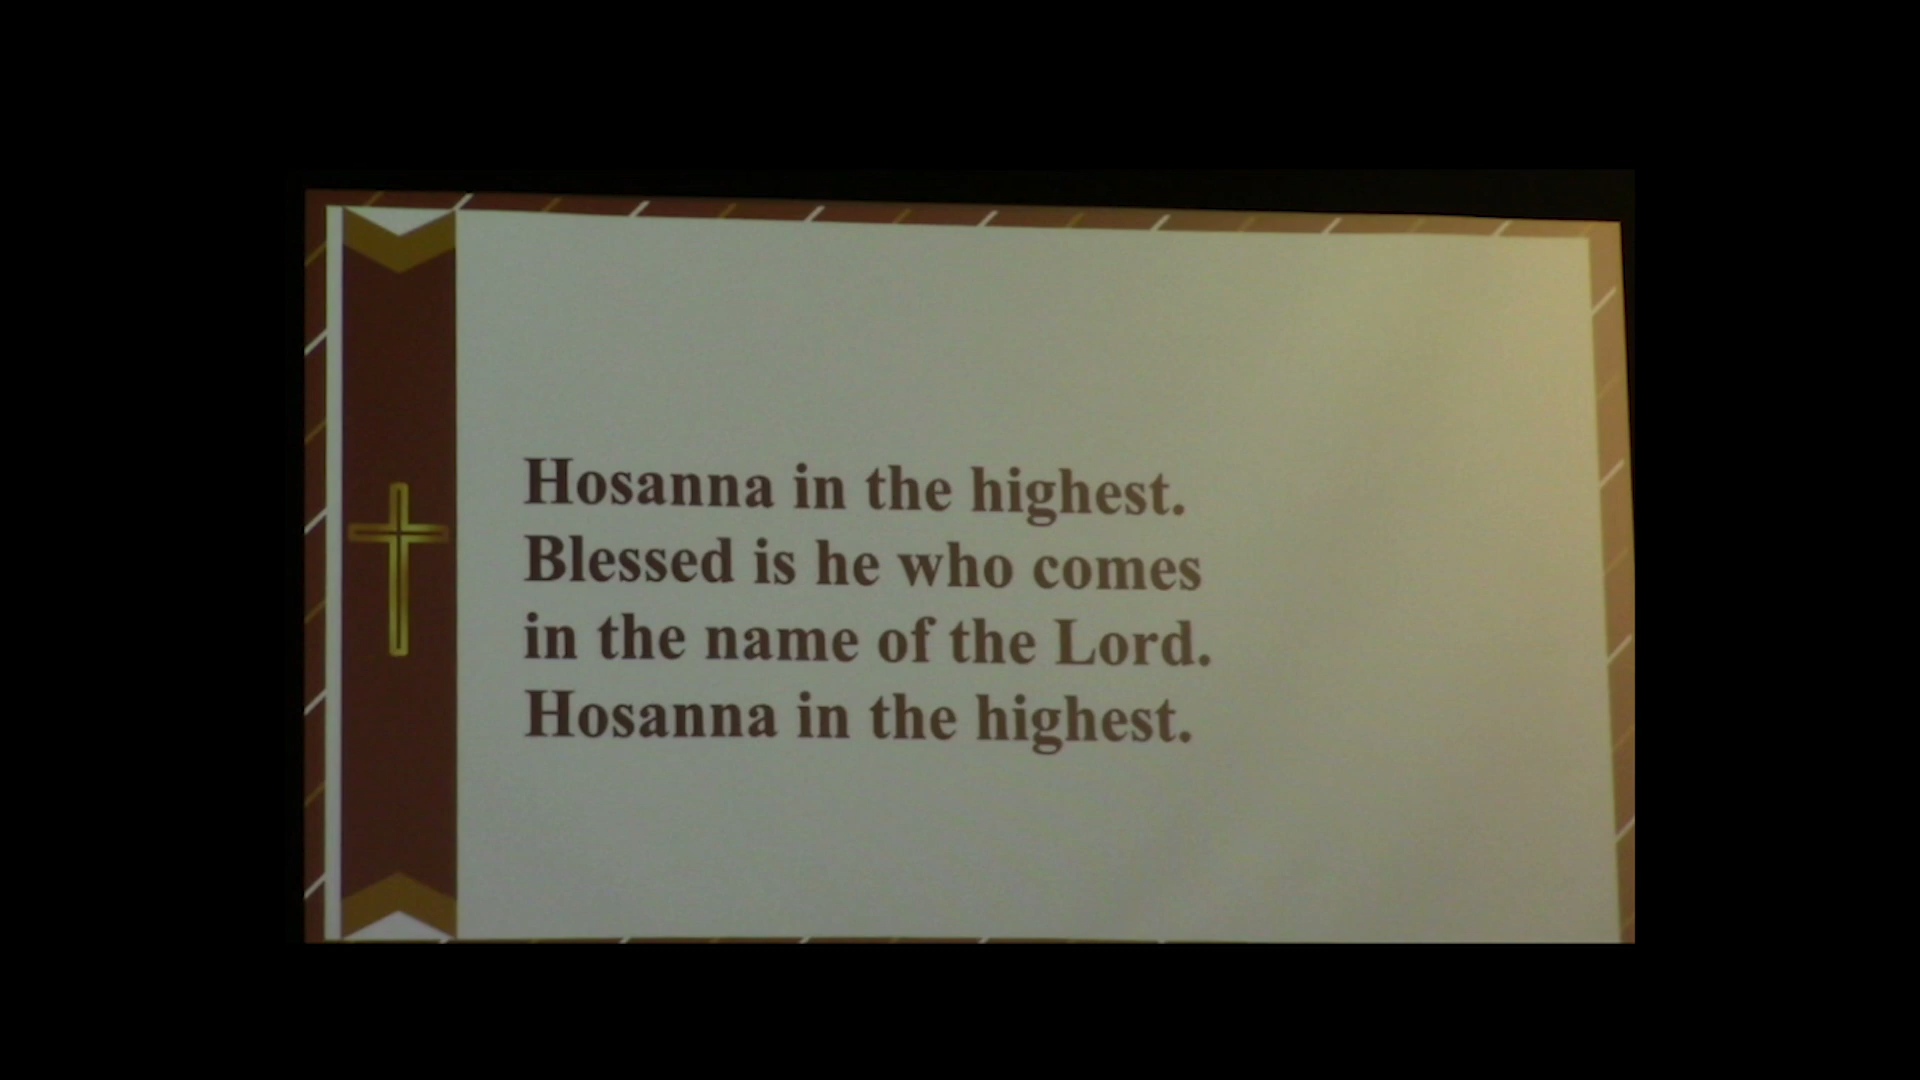 Hosanna in the highest.
Blessed is he who comes
in the name of the Lord.
Hosanna in the highest.